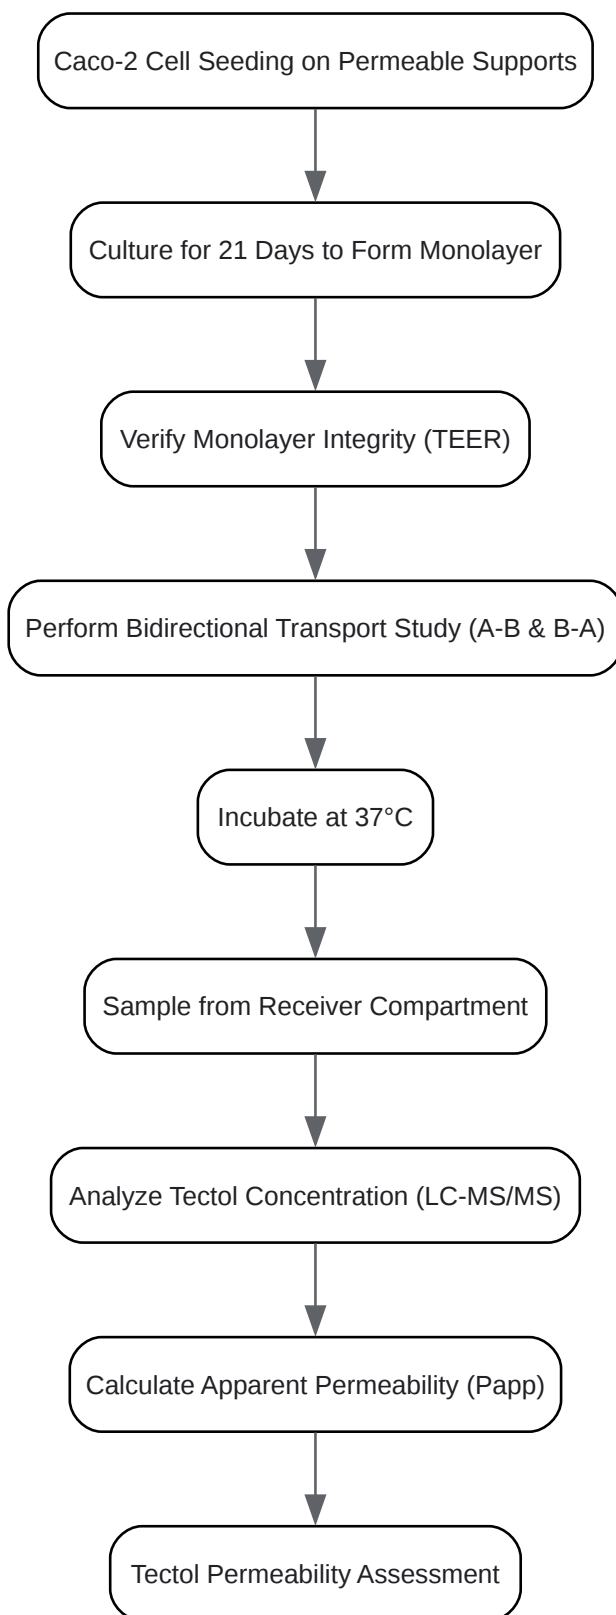 Caco-2 Cell Seeding on Permeable Supports
Culture for 21 Days to Form Monolayer
Verify Monolayer Integrity (TEER)
Perform Bidirectional Transport Study (A-B & B-A)
Incubate at 37°C
Sample from Receiver Compartment
Analyze Tectol Concentration (LC-MS/MS)
Calculate Apparent Permeability (Papp)
Tectol Permeability Assessment